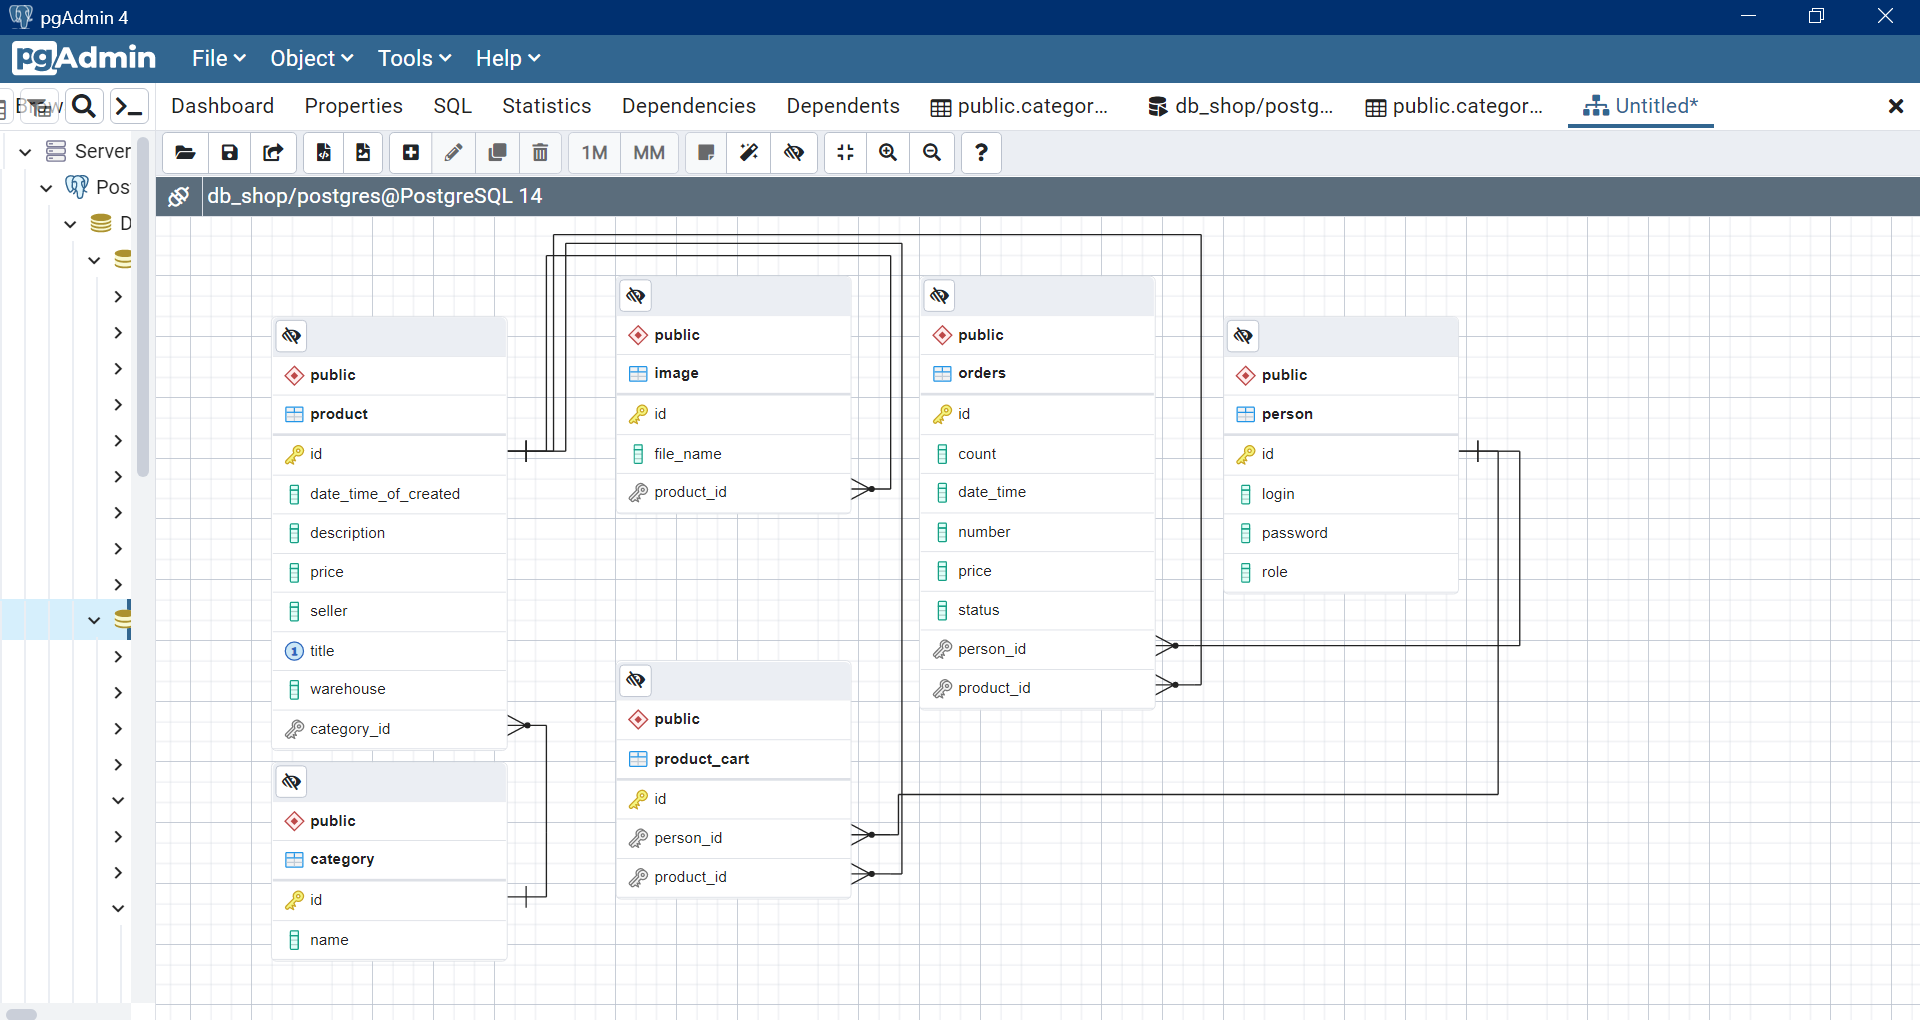 pgAdmin 4
pgAdmin File Object Tools Help
Dashboard Properties SQL Statistics Dependencies Dependents public.categor... db_shop/postg... public.categor... Untitled*
1M MM ?
db_shop/postgres@PostgreSQL 14
Server
Pos
D
public
product
id
date_time_of_created
description
price
seller
1 title
warehouse
category_id
public
category
id
name
public
image
id
file_name
product_id
public
product_cart
id
person_id
product_id
public
orders
id
count
date_time
number
price
status
person_id
product_id
public
person
id
login
password
role